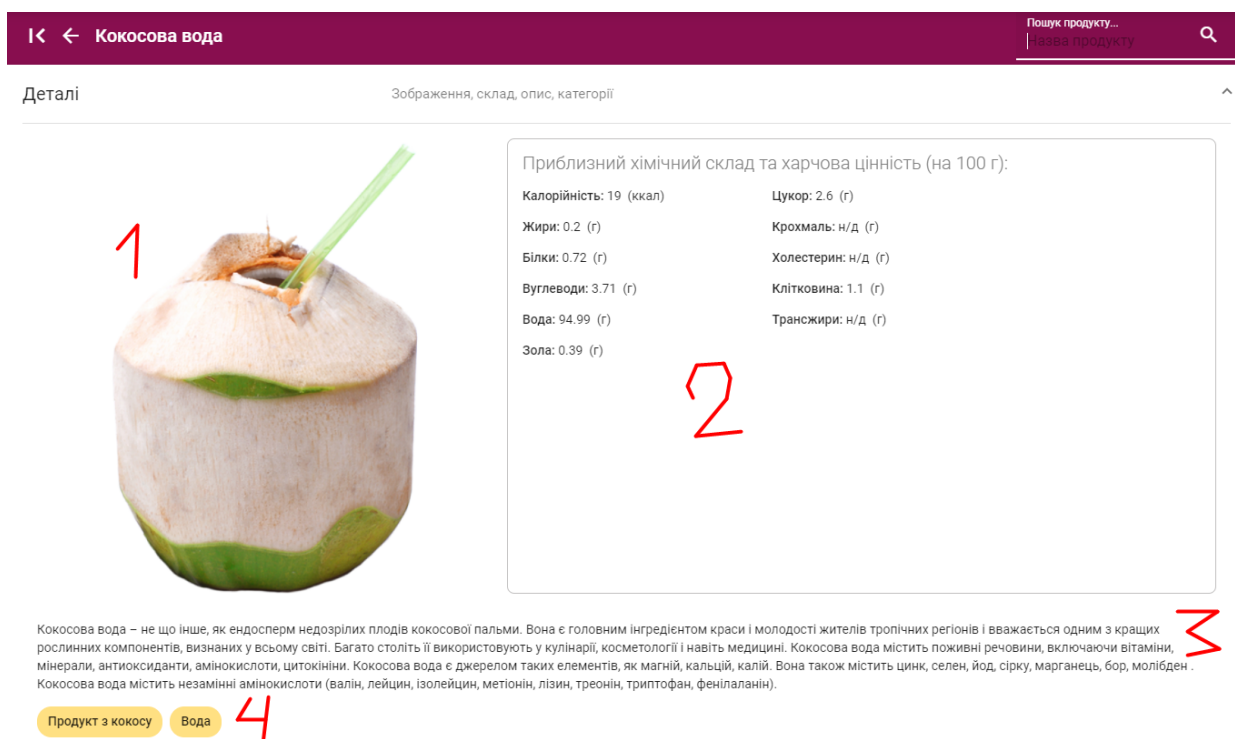 Кокосова вода
Пошук продукту...
Назва продукту
Деталі
Зображення, склад, опис, категорії
1
Приблизний хімічний склад та харчова цінність (на 100 г):
Калорійність: 19 (ккал)
Цукор: 2.6 (г)
Жири: 0.2 (г)
Крохмаль: н/д (г)
Білки: 0.72 (г)
Холестерин: н/д (г)
Вуглеводи: 3.71 (г)
Клітковина: 1.1 (г)
Вода: 94.99 (г)
Трансжири: н/д (г)
Зола: 0.39 (г)
2
Кокосова вода – не що інше, як ендосперм недозрілих плодів кокосової пальми. Вона є головним інгредієнтом краси і молодості жителів тропічних регіонів і вважається одним з кращих
рослинних компонентів, визнаних у всьому світі. Багато століть її використовують у кулінарії, косметології і навіть медицині. Кокосова вода містить поживні речовини, включаючи вітаміни,
мінерали, антиоксиданти, амінокислоти, цитокініни. Кокосова вода є джерелом таких елементів, як магній, кальцій, калій. Вона також містить цинк, селен, йод, сірку, марганець, бор, молібден .
Кокосова вода містить незамінні амінокислоти (валін, лейцин, ізолейцин, метіонін, лізин, треонін, триптофан, фенілаланін).
3
Продукт з кокосу
Вода
4